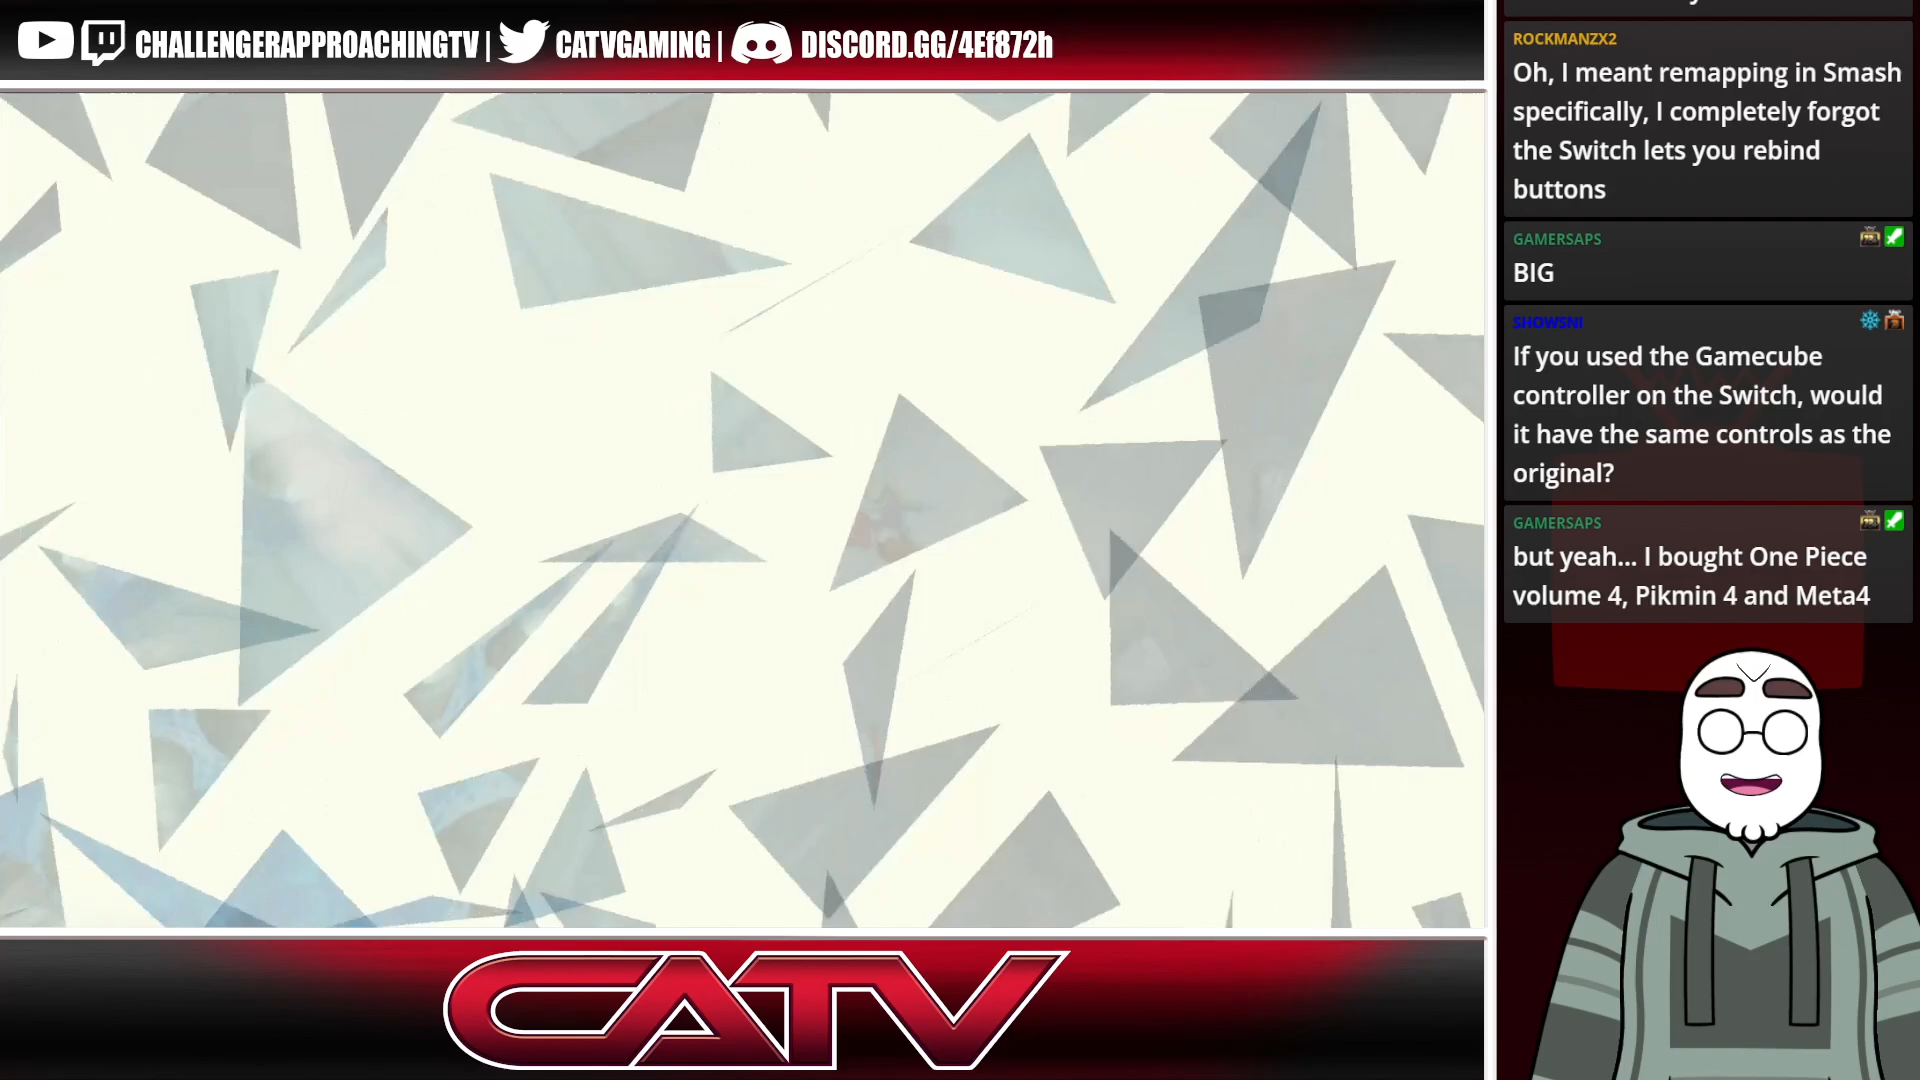 CHALLENGERAPPROACHINGTV | CATVGAMING | DISCORD.GG/4Ef872h
ROCKMANZX2
Oh, I meant remapping in Smash
specifically, I completely forgot
the Switch lets you rebind
buttons
GAMERSAPS
BIG
SHOWSNI
If you used the Gamecube
controller on the Switch, would
it have the same controls as the
original?
GAMERSAPS
but yeah... I bought One Piece
volume 4, Pikmin 4 and Meta4
CATV